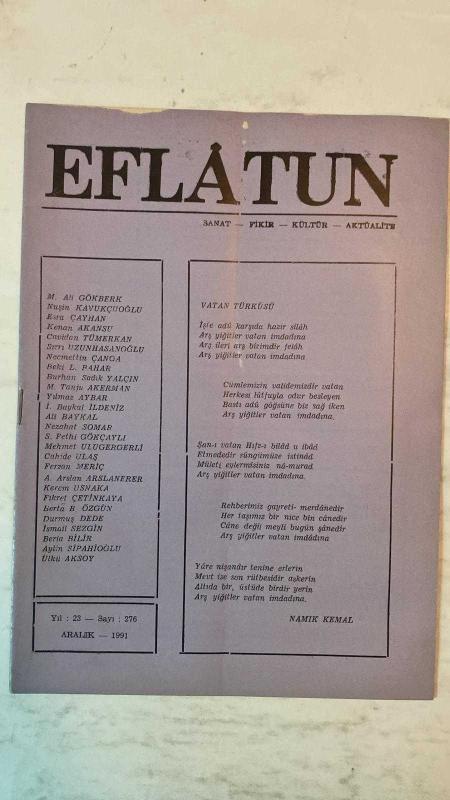 EFLÂTUN
SANAT — FİKİR — KÜLTÜR — AKTÜALİTE
M. Ali GÖKBERK
Nuşin KAVUKÇUOĞLU
Esra ÇAYHAN
Kenan AKANSU
Cavidan TÜMERKAN
Sırrı UZUNHASANOĞLU
Necmettin ÇANGA
Beki L. BAHAR
Burhan Sadık YALÇIN
M. Tanju AKERMAN
Yılmaz AYBAR
İ. Baykal İLDENİZ
Ali BAYKAL
Nezahat SOMAR
S. Fethi GÖKÇAYLI
Mehmet ULUGERGERLİ
Cahide ULAŞ
Ferzan MERİÇ
A. Arslan ARSLANERER
Kerem USNAKA
Fikret ÇETİNKAYA
Berta B. ÖZGÜN
Durmuş DEDE
İsmail SEZGİN
Beria BİLİR
Aylin SİPAHİOĞLU
Ülkü AKSOY
Yıl : 23 — Sayı : 276
ARALIK — 1991
VATAN TÜRKÜSÜ
İşte adû karşıda hazır silâh
Arş yiğitler vatan imdadına
Arş ileri arş bizimdir felâh
Arş yiğitler vatan imdadına
Cümlemizin validemizdir vatan
Herkesi lûtfuyla odur besleyen
Bastı adû göğsüne biz sağ iken
Arş yiğitler vatan imdadına.
Şan-ı vatan Hıfz-ı bilâd u ibâd
Etmededir süngümüze istinâd
Milleti eylermisiniz nâ-murad
Arş yiğitler vatan imdadına.
Rehberimiz gayreti- merdânedir
Her taşımız bir nice bin cânedir
Câne değil meyli bugün şânedir
Arş yiğitler vatan imdâdına
Yâre nişandır tenine erlerin
Mevt ise son rütbesidir askerin
Altıda bir, üstüde birdir yerin
Arş yiğitler vatan imdadına.
NAMIK KEMAL